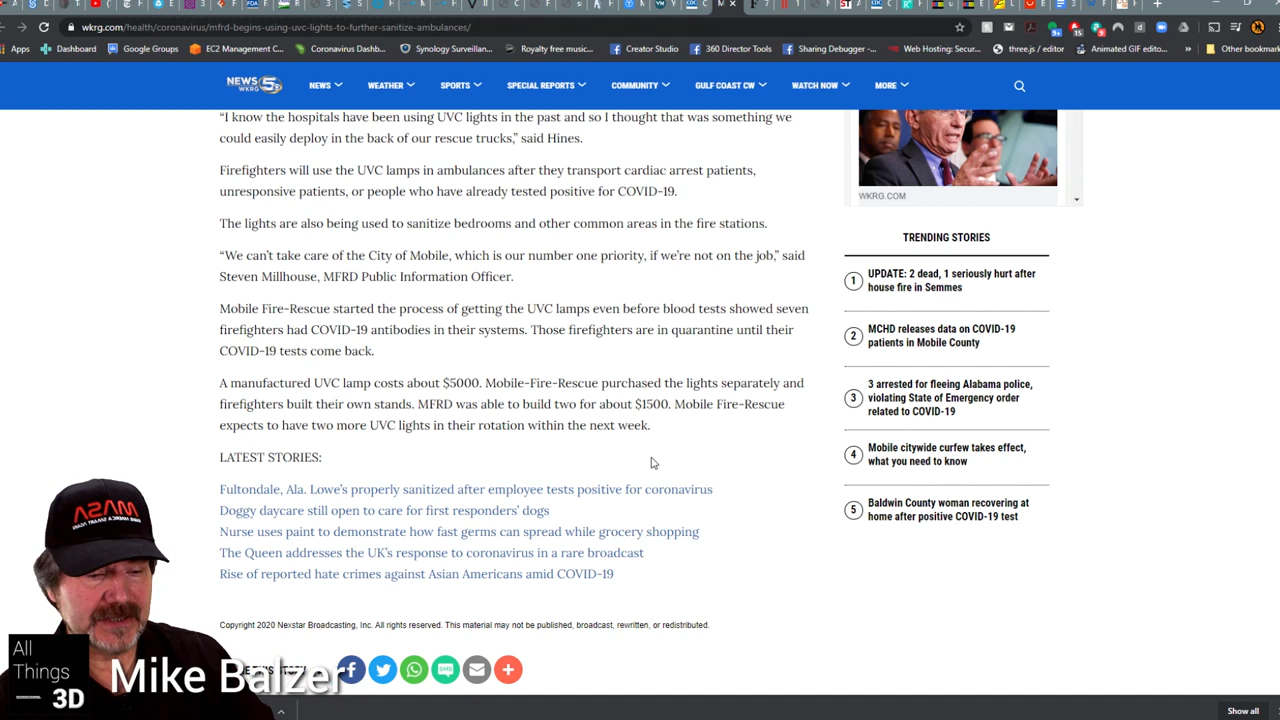 wkrg.com/health/coronavirus/mfrd-begins-using-uvc-lights-to-further-sanitize-ambulances/
Apps
Dashboard
Google Groups
EC2 Management C...
Coronavirus Dashb...
Synology Surveillan...
Royalty free music...
Creator Studio
360 Director Tools
Sharing Debugger -...
Web Hosting: Secur...
three.js / editor
Animated GIF editor...
»
Other bookmark
NEWS 5
WKRG
NEWS
WEATHER
SPORTS
SPECIAL REPORTS
COMMUNITY
GULF COAST CW
WATCH NOW
MORE
“I know the hospitals have been using UVC lights in the past and so I thought that was something we
could easily deploy in the back of our rescue trucks,” said Hines.
Firefighters will use the UVC lamps in ambulances after they transport cardiac arrest patients,
unresponsive patients, or people who have already tested positive for COVID-19.
The lights are also being used to sanitize bedrooms and other common areas in the fire stations.
“We can’t take care of the City of Mobile, which is our number one priority, if we’re not on the job,” said
Steven Millhouse, MFRD Public Information Officer.
Mobile Fire-Rescue started the process of getting the UVC lamps even before blood tests showed seven
firefighters had COVID-19 antibodies in their systems. Those firefighters are in quarantine until their
COVID-19 tests come back.
A manufactured UVC lamp costs about $5000. Mobile-Fire-Rescue purchased the lights separately and
firefighters built their own stands. MFRD was able to build two for about $1500. Mobile Fire-Rescue
expects to have two more UVC lights in their rotation within the next week.
LATEST STORIES:
Fultondale, Ala. Lowe’s properly sanitized after employee tests positive for coronavirus
Doggy daycare still open to care for first responders’ dogs
Nurse uses paint to demonstrate how fast germs can spread while grocery shopping
The Queen addresses the UK’s response to coronavirus in a rare broadcast
Rise of reported hate crimes against Asian Americans amid COVID-19
Copyright 2020 Nexstar Broadcasting, Inc. All rights reserved. This material may not be published, broadcast, rewritten, or redistributed.
WKRG.COM
TRENDING STORIES
1 UPDATE: 2 dead, 1 seriously hurt after
house fire in Semmes
2 MCHD releases data on COVID-19
patients in Mobile County
3 3 arrested for fleeing Alabama police,
violating State of Emergency order
related to COVID-19
4 Mobile citywide curfew takes effect,
what you need to know
5 Baldwin County woman recovering at
home after positive COVID-19 test
MASA
MAKE AMERICA SMART AGAIN
All
Things
3D
Mike Balzer
SMS
Show all